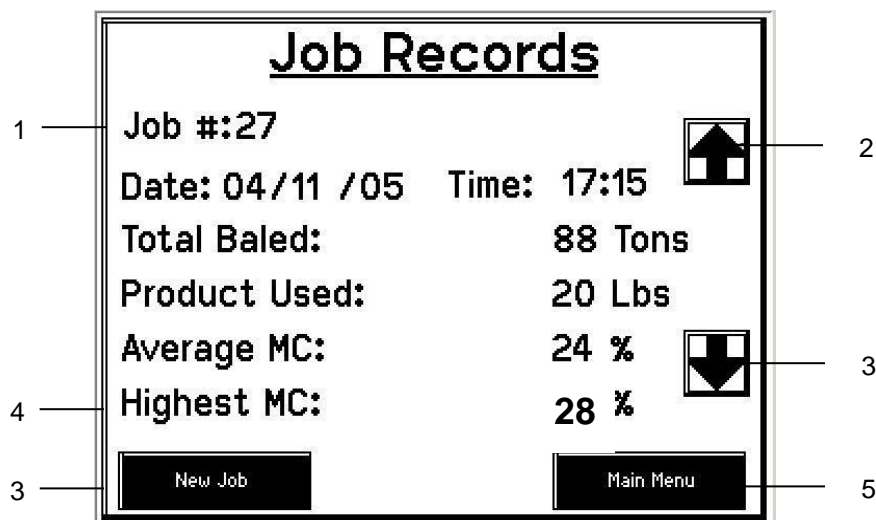 Job Records
1 Job #:27
2
Date: 04/11 /05 Time: 17:15
Total Baled: 88 Tons
Product Used: 20 Lbs
Average MC: 24 %
3
4 Highest MC: 28 %
3 New Job Main Menu 5